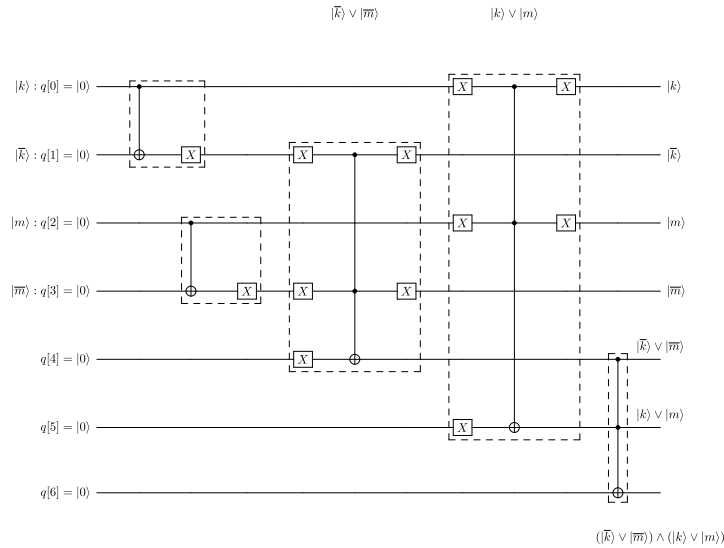 |k̅⟩ ∨ |m̅⟩ |k⟩ ∨ |m⟩
|k⟩ : q[0] = |0⟩ X X |k⟩
|k̅⟩ : q[1] = |0⟩ X X X |k̅⟩
|m⟩ : q[2] = |0⟩ X X |m⟩
|m̅⟩ : q[3] = |0⟩ X X X |m̅⟩
|k̅⟩ ∨ |m̅⟩
q[4] = |0⟩ X
|k⟩ ∨ |m⟩
q[5] = |0⟩ X
q[6] = |0⟩
(|k̅⟩ ∨ |m̅⟩) ∧ (|k⟩ ∨ |m⟩)